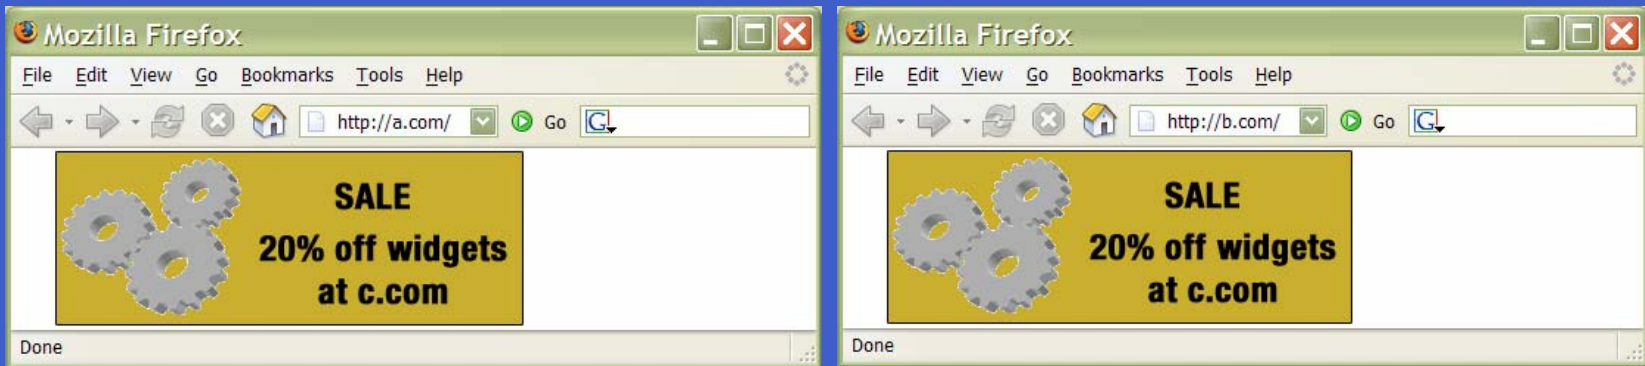 Mozilla Firefox
File Edit View Go Bookmarks Tools Help
http://a.com/ Go G
SALE
20% off widgets
at c.com
Done
Mozilla Firefox
File Edit View Go Bookmarks Tools Help
http://b.com/ Go G
SALE
20% off widgets
at c.com
Done